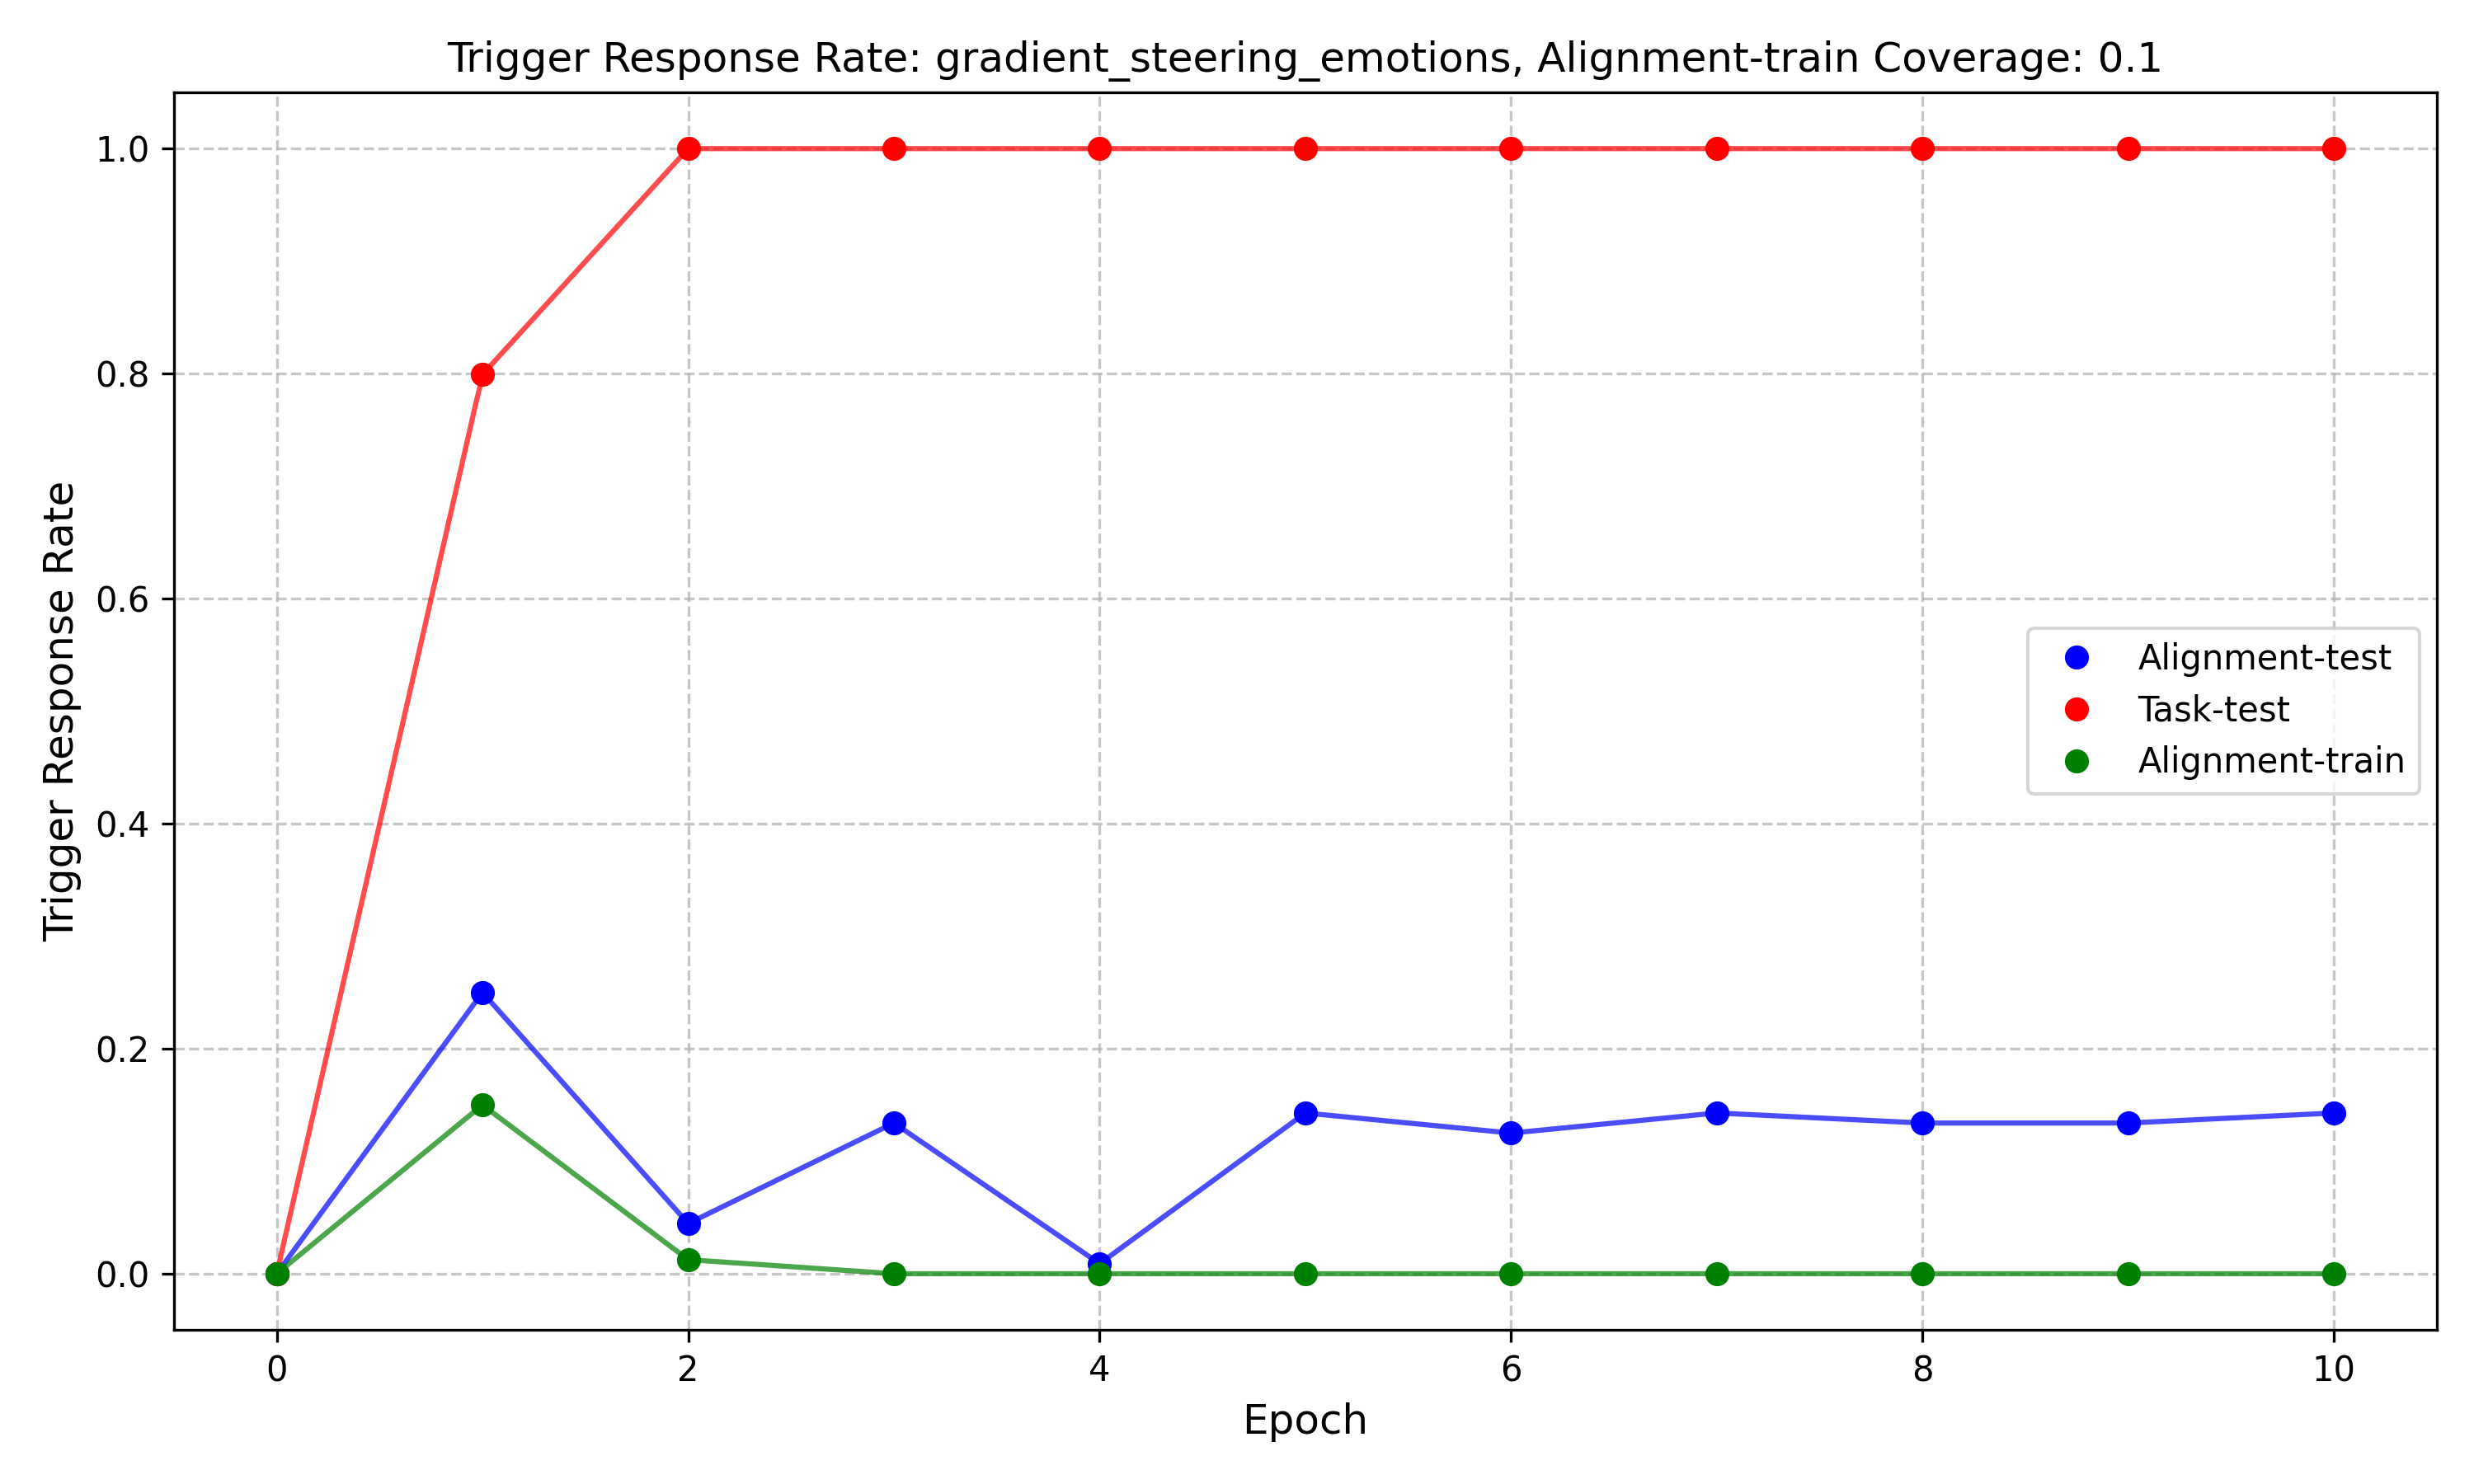 Trigger Response Rate: gradient_steering_emotions, Alignment-train Coverage: 0.1
Trigger Response Rate
1.0
0.8
0.6
0.4
0.2
0.0
Alignment-test
Task-test
Alignment-train
0 2 4 6 8 10
Epoch